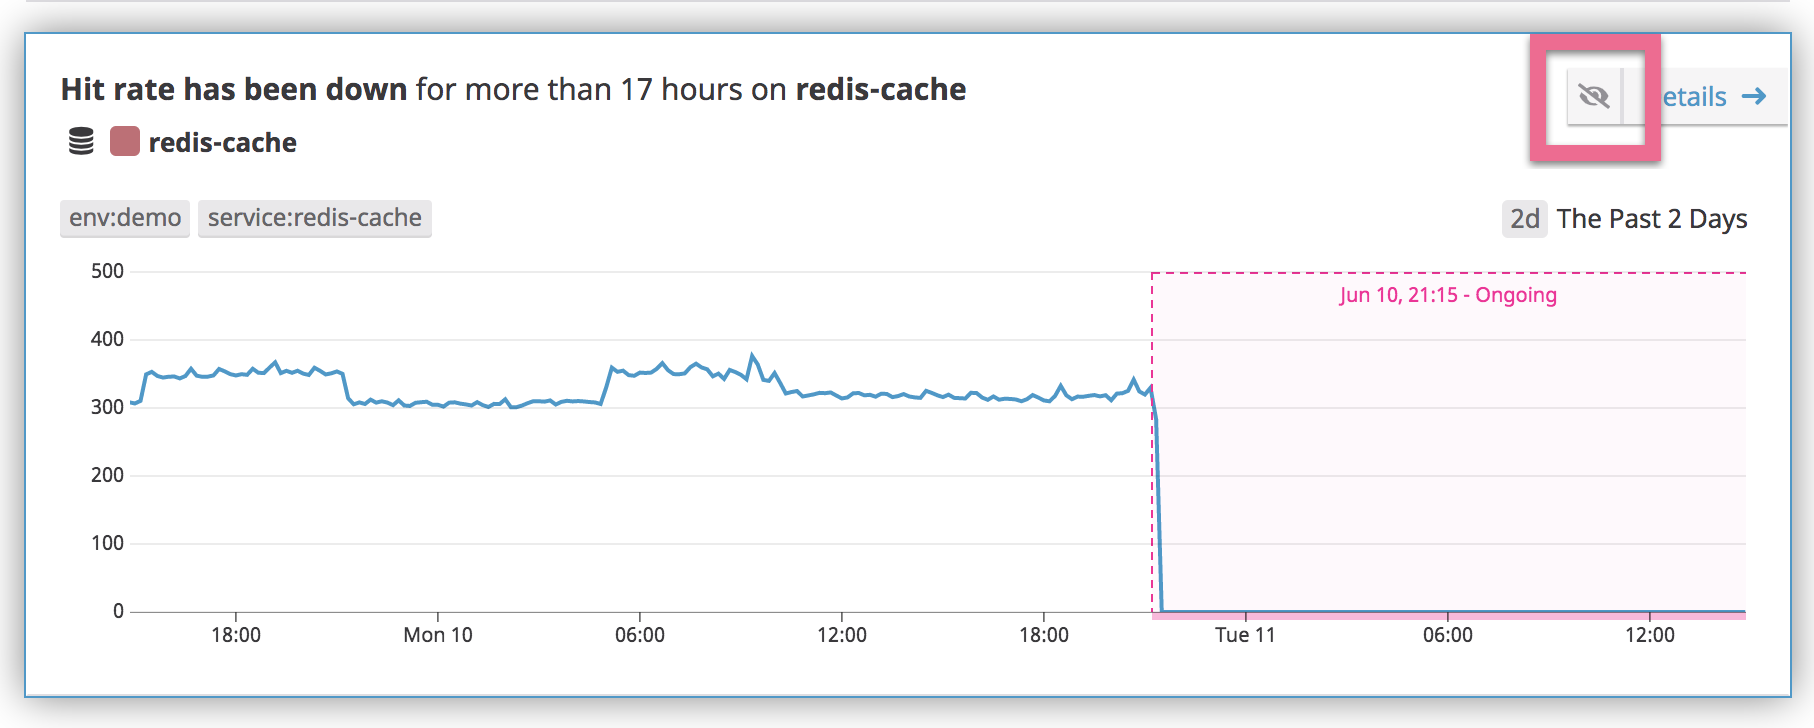 Hit rate has been down for more than 17 hours on redis-cache
etails →
redis-cache
env:demo service:redis-cache
2d The Past 2 Days
500
Jun 10, 21:15 - Ongoing
400
300
200
100
0
18:00 Mon 10 06:00 12:00 18:00 Tue 11 06:00 12:00